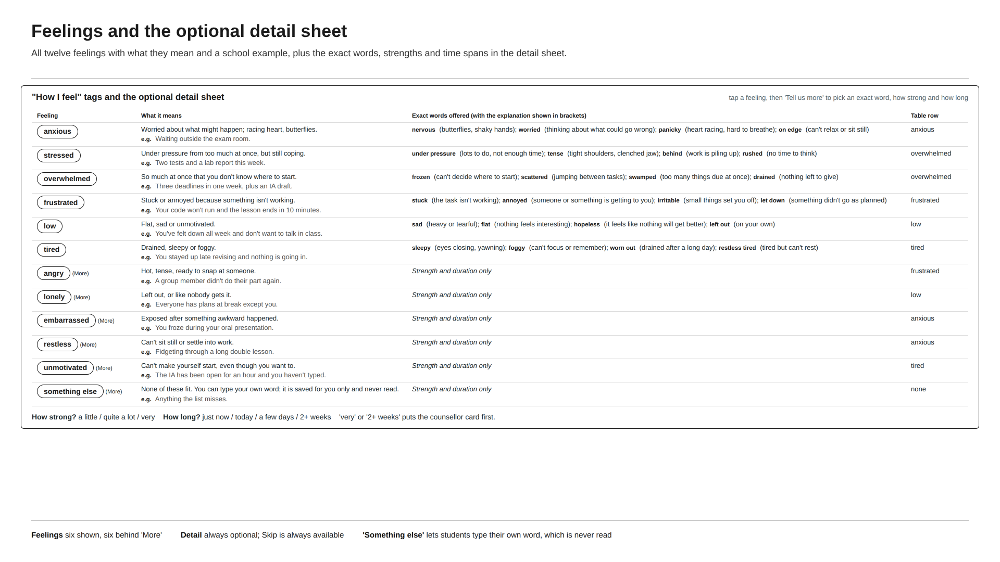 Feelings and the optional detail sheet
All twelve feelings with what they mean and a school example, plus the exact words, strengths and time spans in the detail sheet.
"How I feel" tags and the optional detail sheet
tap a feeling, then 'Tell us more' to pick an exact word, how strong and how long
Feeling What it means Exact words offered (with the explanation shown in brackets) Table row
anxious Worried about what might happen; racing heart, butterflies. nervous (butterflies, shaky hands); worried (thinking about what could go wrong); panicky (heart racing, hard to breathe); on edge (can't relax or sit still) anxious
e.g. Waiting outside the exam room.
stressed Under pressure from too much at once, but still coping. under pressure (lots to do, not enough time); tense (tight shoulders, clenched jaw); behind (work is piling up); rushed (no time to think) overwhelmed
e.g. Two tests and a lab report this week.
overwhelmed So much at once that you don't know where to start. frozen (can't decide where to start); scattered (jumping between tasks); swamped (too many things due at once); drained (nothing left to give) overwhelmed
e.g. Three deadlines in one week, plus an IA draft.
frustrated Stuck or annoyed because something isn't working. stuck (the task isn't working); annoyed (someone or something is getting to you); irritable (small things set you off); let down (something didn't go as planned) frustrated
e.g. Your code won't run and the lesson ends in 10 minutes.
low Flat, sad or unmotivated. sad (heavy or tearful); flat (nothing feels interesting); hopeless (it feels like nothing will get better); left out (on your own) low
e.g. You've felt down all week and don't want to talk in class.
tired Drained, sleepy or foggy. sleepy (eyes closing, yawning); foggy (can't focus or remember); worn out (drained after a long day); restless tired (tired but can't rest) tired
e.g. You stayed up late revising and nothing is going in.
angry (More) Hot, tense, ready to snap at someone. Strength and duration only frustrated
e.g. A group member didn't do their part again.
lonely (More) Left out, or like nobody gets it. Strength and duration only low
e.g. Everyone has plans at break except you.
embarrassed (More) Exposed after something awkward happened. Strength and duration only anxious
e.g. You froze during your oral presentation.
restless (More) Can't sit still or settle into work. Strength and duration only anxious
e.g. Fidgeting through a long double lesson.
unmotivated (More) Can't make yourself start, even though you want to. Strength and duration only tired
e.g. The IA has been open for an hour and you haven't typed.
something else (More) None of these fit. You can type your own word; it is saved for you only and never read. Strength and duration only none
e.g. Anything the list misses.
How strong? a little / quite a lot / very How long? just now / today / a few days / 2+ weeks 'very' or '2+ weeks' puts the counsellor card first.
Feelings six shown, six behind 'More' Detail always optional; Skip is always available 'Something else' lets students type their own word, which is never read